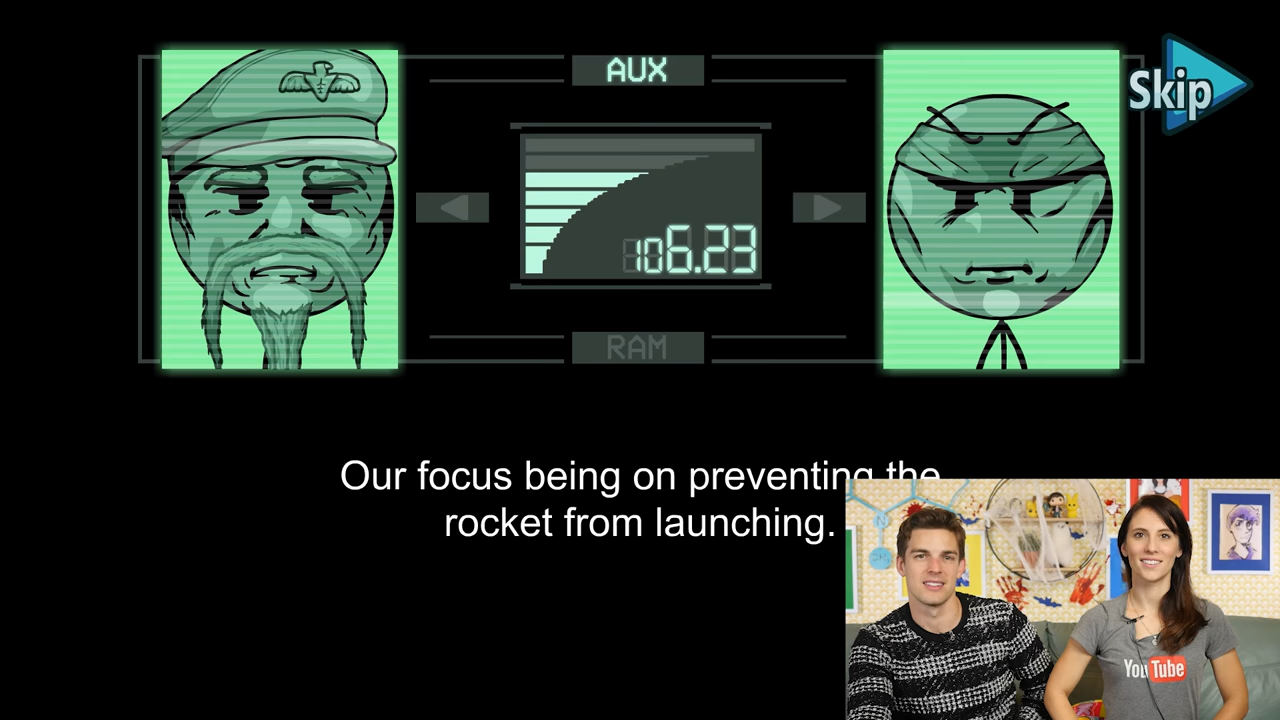 AUX
Skip
106.23
RAM
Our focus being on preventing the
rocket from launching.
YouTube